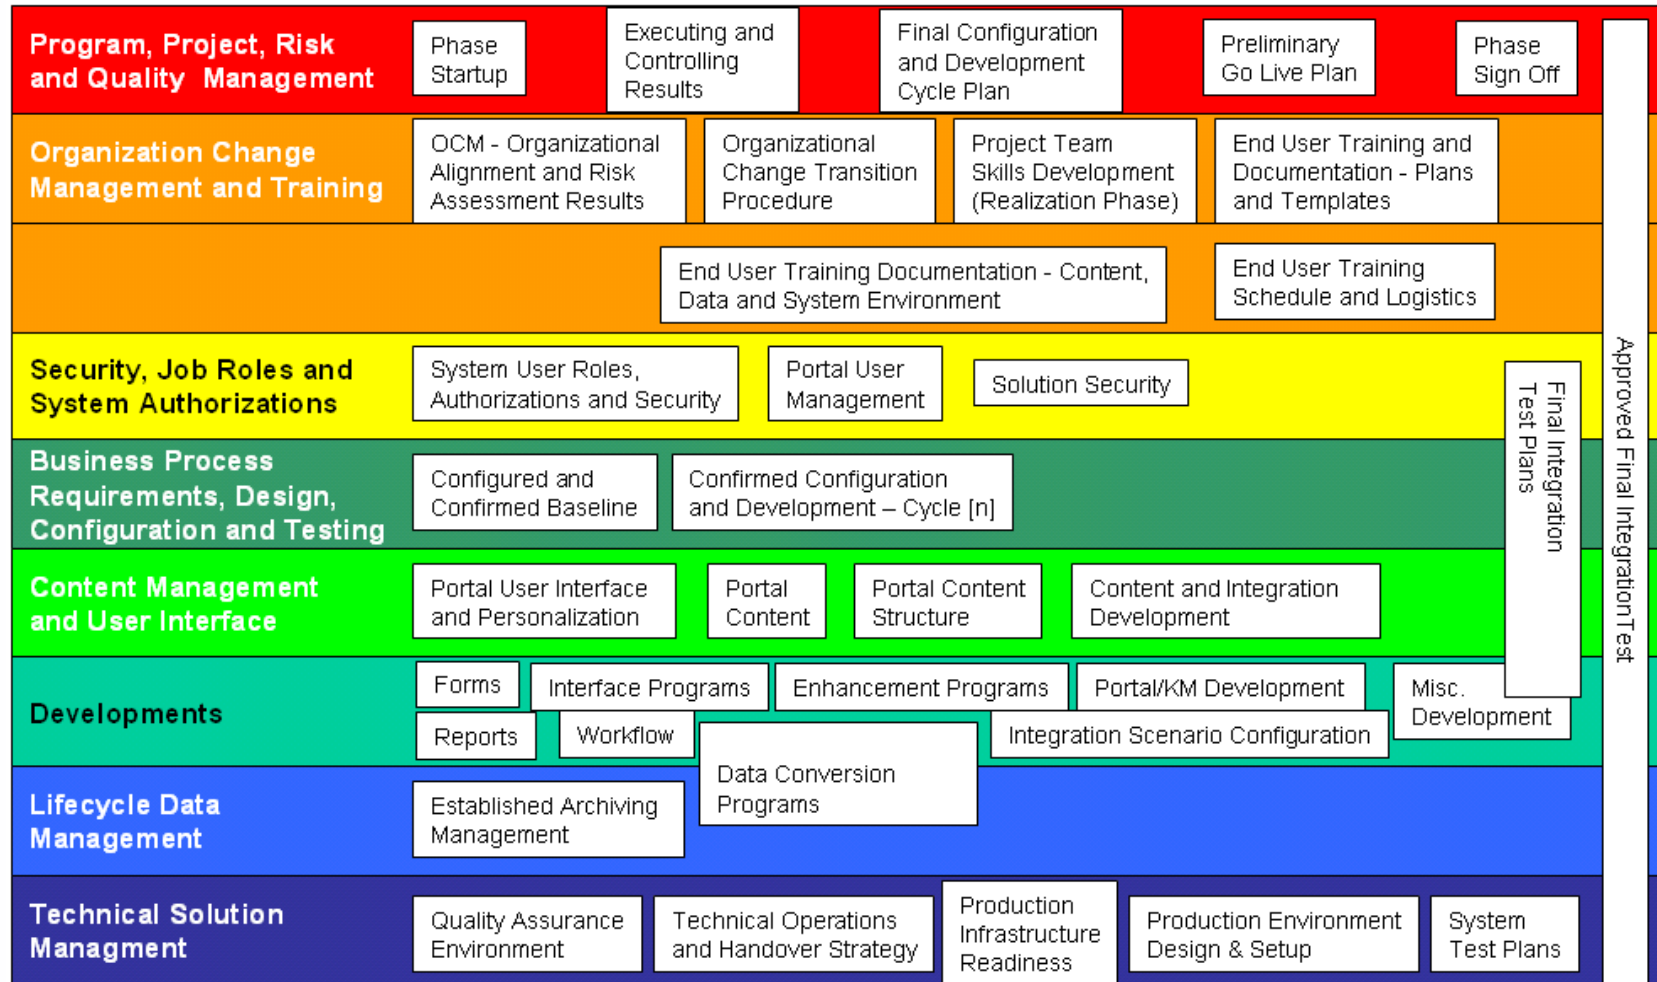 Program, Project, Risk
and Quality Management
Phase
Startup
Executing and
Controlling
Results
Final Configuration
and Development
Cycle Plan
Preliminary
Go Live Plan
Phase
Sign Off
Organization Change
Management and Training
OCM - Organizational
Alignment and Risk
Assessment Results
Organizational
Change Transition
Procedure
Project Team
Skills Development
(Realization Phase)
End User Training and
Documentation - Plans
and Templates
End User Training Documentation - Content,
Data and System Environment
End User Training
Schedule and Logistics
Security, Job Roles and
System Authorizations
System User Roles,
Authorizations and Security
Portal User
Management
Solution Security
Final Integration
Test Plans
Approved Final IntegrationTest
Business Process
Requirements, Design,
Configuration and Testing
Configured and
Confirmed Baseline
Confirmed Configuration
and Development – Cycle [n]
Content Management
and User Interface
Portal User Interface
and Personalization
Portal
Content
Portal Content
Structure
Content and Integration
Development
Developments
Forms
Interface Programs
Enhancement Programs
Portal/KM Development
Misc.
Development
Reports
Workflow
Integration Scenario Configuration
Data Conversion
Programs
Lifecycle Data
Management
Established Archiving
Management
Technical Solution
Managment
Quality Assurance
Environment
Technical Operations
and Handover Strategy
Production
Infrastructure
Readiness
Production Environment
Design & Setup
System
Test Plans